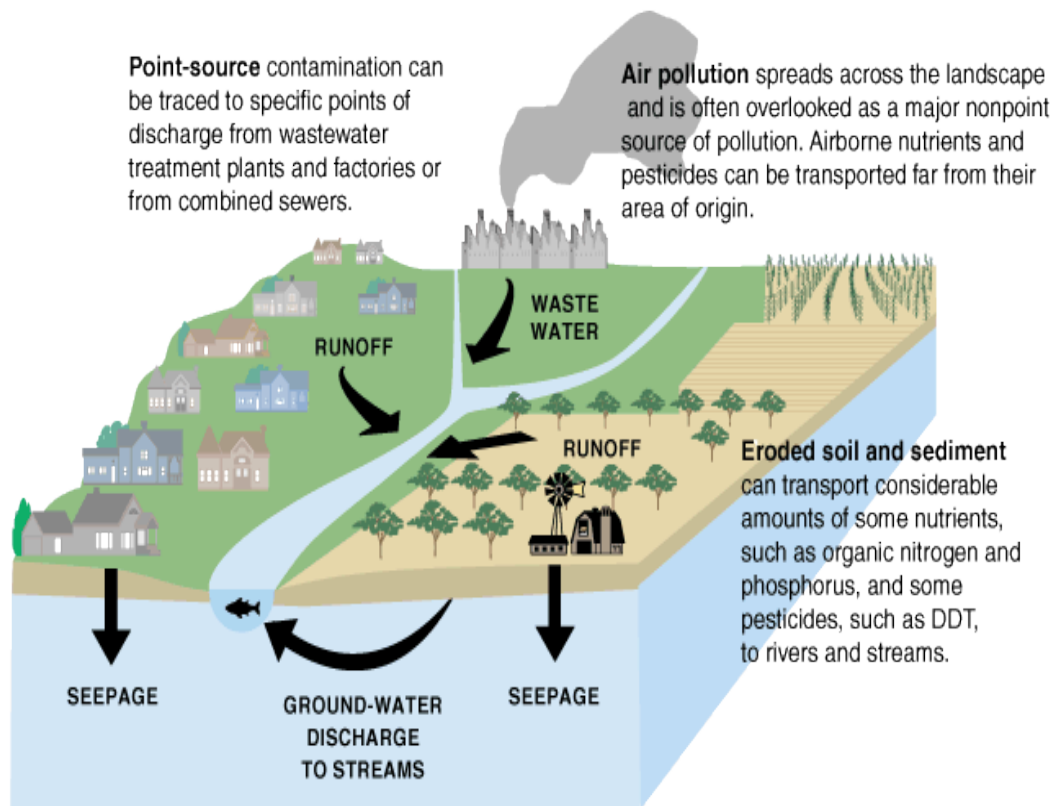 Point-source contamination can
be traced to specific points of
discharge from wastewater
treatment plants and factories or
from combined sewers.
Air pollution spreads across the landscape
and is often overlooked as a major nonpoint
source of pollution. Airborne nutrients and
pesticides can be transported far from their
area of origin.
WASTE
WATER
RUNOFF
RUNOFF
Eroded soil and sediment
can transport considerable
amounts of some nutrients,
such as organic nitrogen and
phosphorus, and some
pesticides, such as DDT,
to rivers and streams.
SEEPAGE
GROUND-WATER
DISCHARGE
TO STREAMS
SEEPAGE